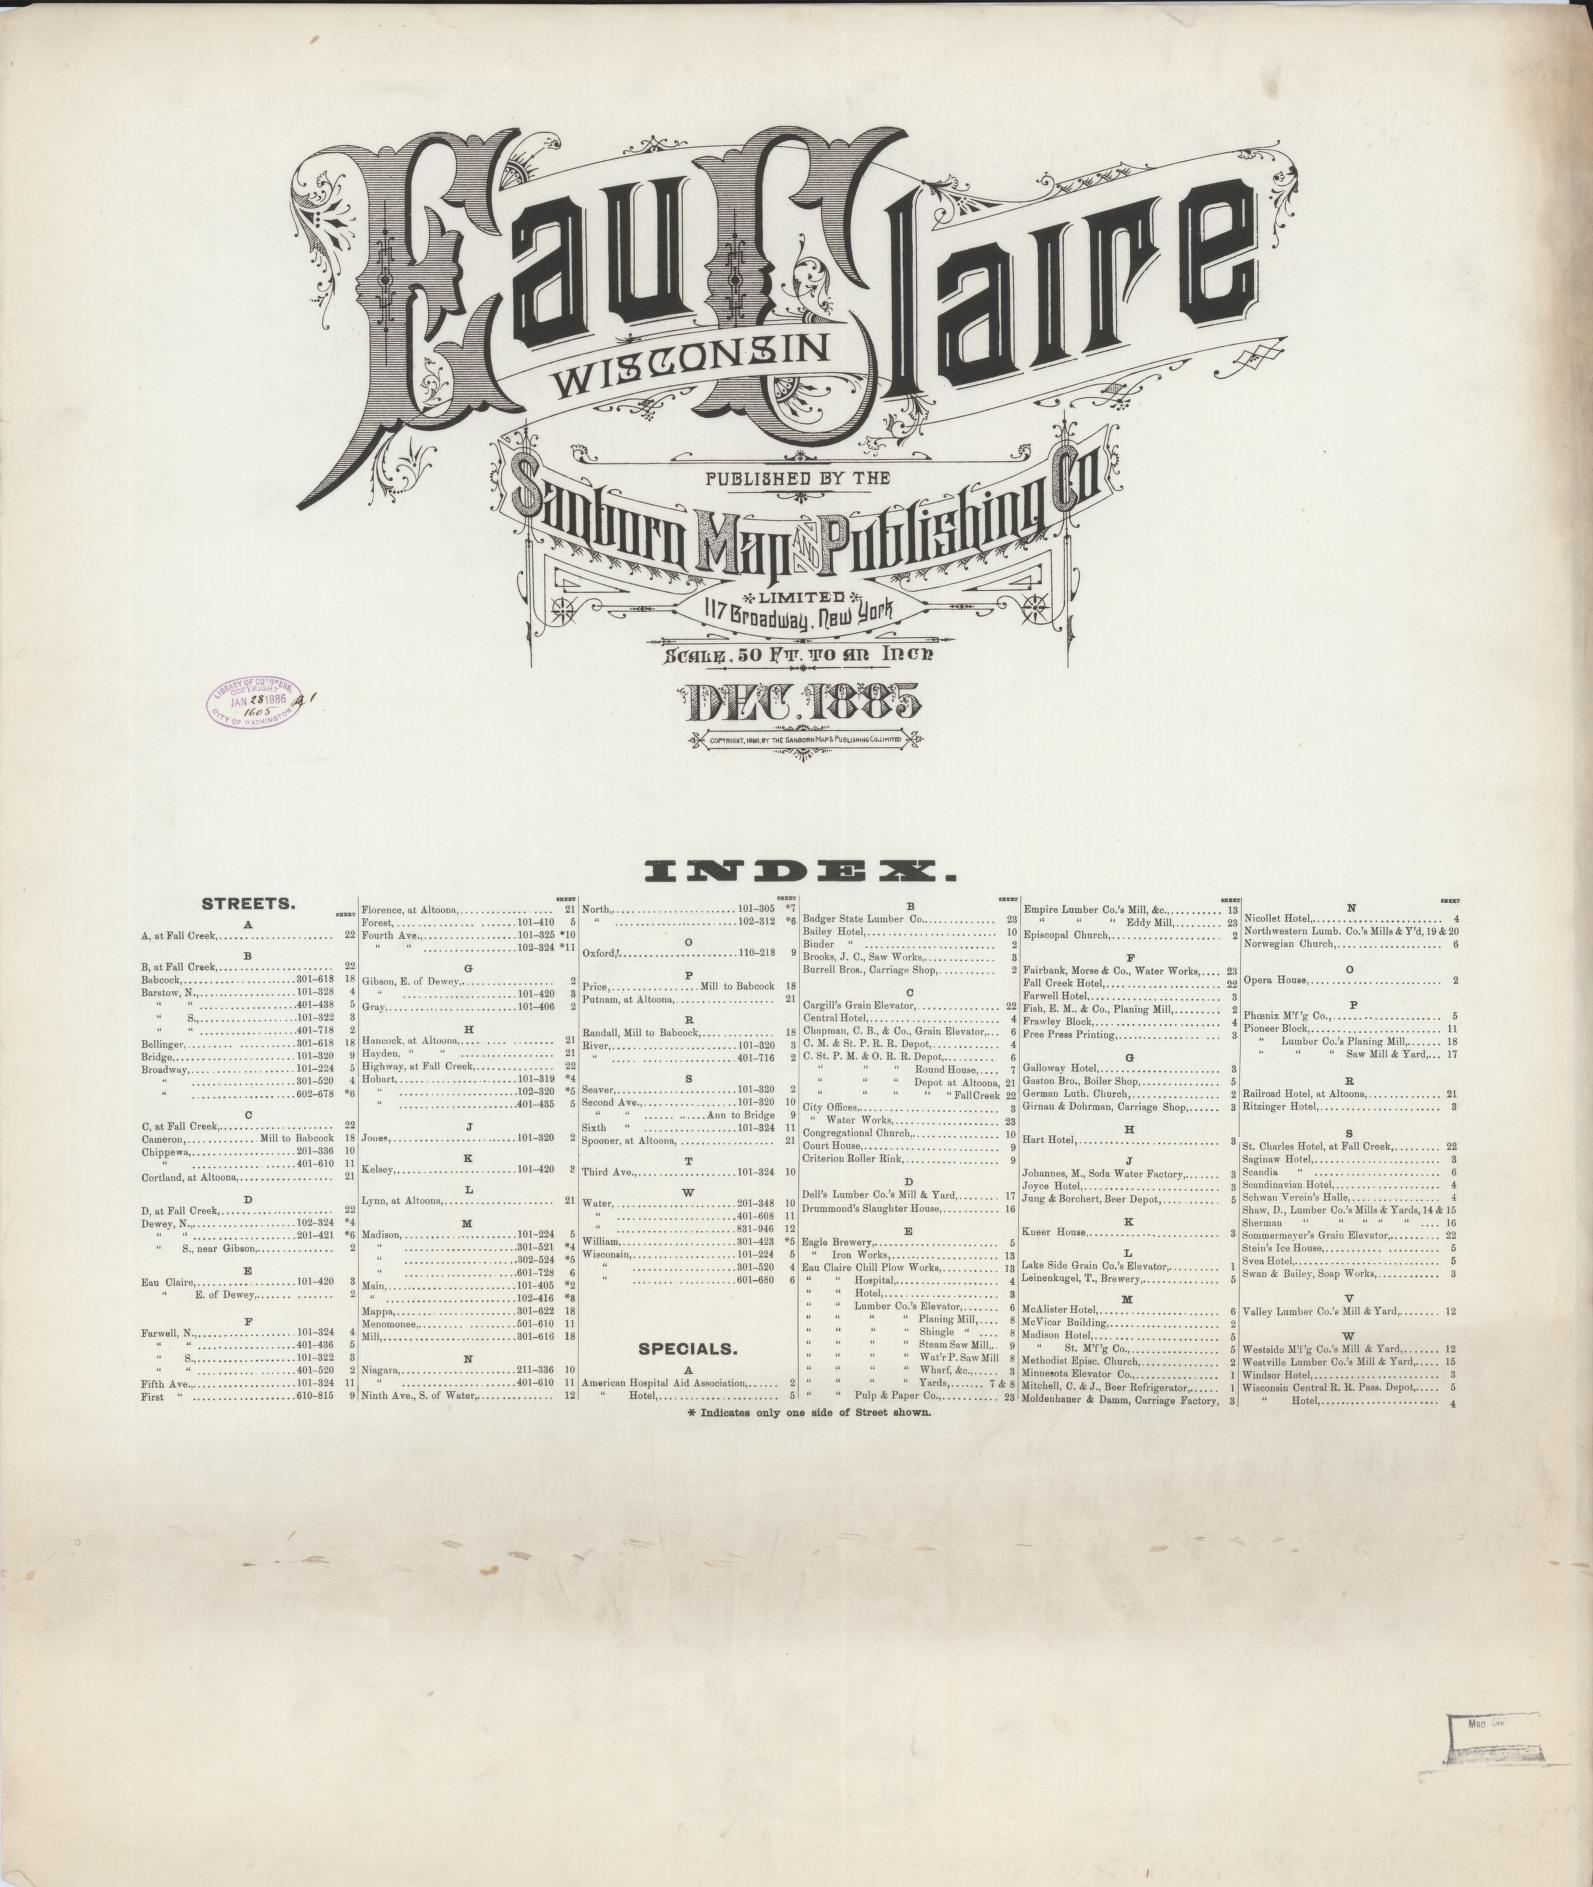 Eau Claire
WISCONSIN
PUBLISHED BY THE
Sanborn Map AND Publishing Co
LIMITED
117 Broadway, New York
SCALE, 50 FT. TO AN INCH
DEC. 1885
COPYRIGHT, 1886, BY THE SANBORN MAP & PUBLISHING CO. LIMITED
LIBRARY OF CONGRESS,
COPYRIGHT
JAN 28 1886
1605
CITY OF WASHINGTON
INDEX.
STREETS.
SHEET
A
A, at Fall Creek, 22
B
B, at Fall Creek, 22
Babcock, 301–618 18
Barstow, N., 101–328 4
" " 401–438 5
" S., 101–322 3
" " 401–718 2
Bellinger, 301–618 18
Bridge, 101–320 9
Broadway, 101–224 5
" 301–520 4
" 602–678 *6
C
C, at Fall Creek, 22
Cameron, Mill to Babcock 18
Chippewa, 201–336 10
" 401–610 11
Cortland, at Altoona, 21
D
D, at Fall Creek, 22
Dewey, N., 102–324 *4
" " 201–421 *6
" S., near Gibson, 2
E
Eau Claire, 101–420 3
" E. of Dewey, 2
F
Farwell, N., 101–324 4
" " 401–436 5
" S., 101–322 3
" " 401–520 2
Fifth Ave., 101–324 11
First " 610–815 9
SHEET
Florence, at Altoona, 21
Forest, 101–410 5
Fourth Ave., 101–325 *10
" " 102–324 *11
G
Gibson, E. of Dewey, 2
" 101–420 3
Gray, 101–406 2
H
Hancock, at Altoona, 21
Hayden, " " 21
Highway, at Fall Creek, 22
Hobart, 101–319 *4
" 102–320 *5
" 401–435 5
J
Jones, 101–320 2
K
Kelsey, 101–420 3
L
Lynn, at Altoona, 21
M
Madison, 101–224 5
" 301–521 *4
" 302–524 *5
" 601–728 6
Main, 101–405 *2
" 102–416 *3
Mappa, 301–622 18
Menomonee, 501–610 11
Mill, 301–616 18
N
Niagara, 211–336 10
" 401–610 11
Ninth Ave., S. of Water, 12
SHEET
North, 101–305 *7
" 102–312 *6
O
Oxford, 110–218 9
P
Price, Mill to Babcock 18
Putnam, at Altoona, 21
R
Randall, Mill to Babcock, 18
River, 101–320 3
" 401–716 2
S
Seaver, 101–320 2
Second Ave., 101–320 10
" " Ann to Bridge 9
Sixth " 101–324 11
Spooner, at Altoona, 21
T
Third Ave., 101–324 10
W
Water, 201–348 10
" 401–608 11
" 831–946 12
William, 301–423 *5
Wisconsin, 101–224 5
" 301–520 4
" 601–680 6
SPECIALS.
A
American Hospital Aid Association, 2
" Hotel, 5
SHEET
B
Badger State Lumber Co. 23
Bailey Hotel, 10
Binder " 2
Brooks, J. C., Saw Works, 3
Burrell Bros., Carriage Shop, 2
C
Cargill's Grain Elevator, 22
Central Hotel, 4
Chapman, C. B., & Co., Grain Elevator, 6
C. M. & St. P. R. R. Depot, 4
C. St. P. M. & O. R. R. Depot, 6
" " " Round House, 7
" " " Depot at Altoona, 21
" " " " " Fall Creek 22
City Offices, 3
" Water Works, 23
Congregational Church, 10
Court House, 9
Criterion Roller Rink, 9
D
Dell's Lumber Co.'s Mill & Yard, 17
Drummond's Slaughter House, 16
E
Eagle Brewery, 5
" Iron Works, 13
Eau Claire Chill Plow Works, 13
" " Hospital, 4
" " Hotel, 3
" " Lumber Co.'s Elevator, 6
" " " " Planing Mill, 8
" " " " Shingle " 8
" " " " Steam Saw Mill, 9
" " " " Wat'r P. Saw Mill 8
" " " " Wharf, &c., 3
" " " " Yards, 7 & 8
" " Pulp & Paper Co., 23
SHEET
Empire Lumber Co.'s Mill, &c., 13
" " " Eddy Mill, 23
Episcopal Church, 2
F
Fairbank, Morse & Co., Water Works, 23
Fall Creek Hotel, 22
Farwell Hotel, 3
Fish, E. M., & Co., Planing Mill, 2
Frawley Block, 4
Free Press Printing, 3
G
Galloway Hotel, 3
Gaston Bro., Boiler Shop, 5
German Luth. Church, 2
Girnau & Dohrman, Carriage Shop, 3
H
Hart Hotel, 3
J
Johannes, M., Soda Water Factory, 3
Joyce Hotel, 3
Jung & Borchert, Beer Depot, 5
K
Kueer House, 3
L
Lake Side Grain Co.'s Elevator, 1
Leinenkugel, T., Brewery, 5
M
McAlister Hotel, 6
McVicar Building, 2
Madison Hotel, 5
" St. M'f'g Co., 5
Methodist Episc. Church, 2
Minnesota Elevator Co., 1
Mitchell, C. & J., Beer Refrigerator, 1
Moldenhauer & Damm, Carriage Factory, 3
SHEET
N
Nicollet Hotel, 4
Northwestern Lumb. Co.'s Mills & Y'd, 19 & 20
Norwegian Church, 6
O
Opera House, 2
P
Phœnix M'f'g Co., 5
Pioneer Block, 11
" Lumber Co.'s Planing Mill, 18
" " " Saw Mill & Yard, 17
R
Railroad Hotel, at Altoona, 21
Ritzinger Hotel, 3
S
St. Charles Hotel, at Fall Creek, 22
Saginaw Hotel, 3
Scandia " 6
Scandinavian Hotel, 4
Schwan Verein's Halle, 4
Shaw, D., Lumber Co.'s Mills & Yards, 14 & 15
Sherman " " " " " 16
Sommermeyer's Grain Elevator, 22
Stein's Ice House, 5
Svea Hotel, 5
Swan & Bailey, Soap Works, 3
V
Valley Lumber Co.'s Mill & Yard, 12
W
Westside M'f'g Co.'s Mill & Yard, 12
Westville Lumber Co.'s Mill & Yard, 15
Windsor Hotel, 3
Wisconsin Central R. R. Pass. Depot, 5
" Hotel, 4
* Indicates only one side of Street shown.
Map Div